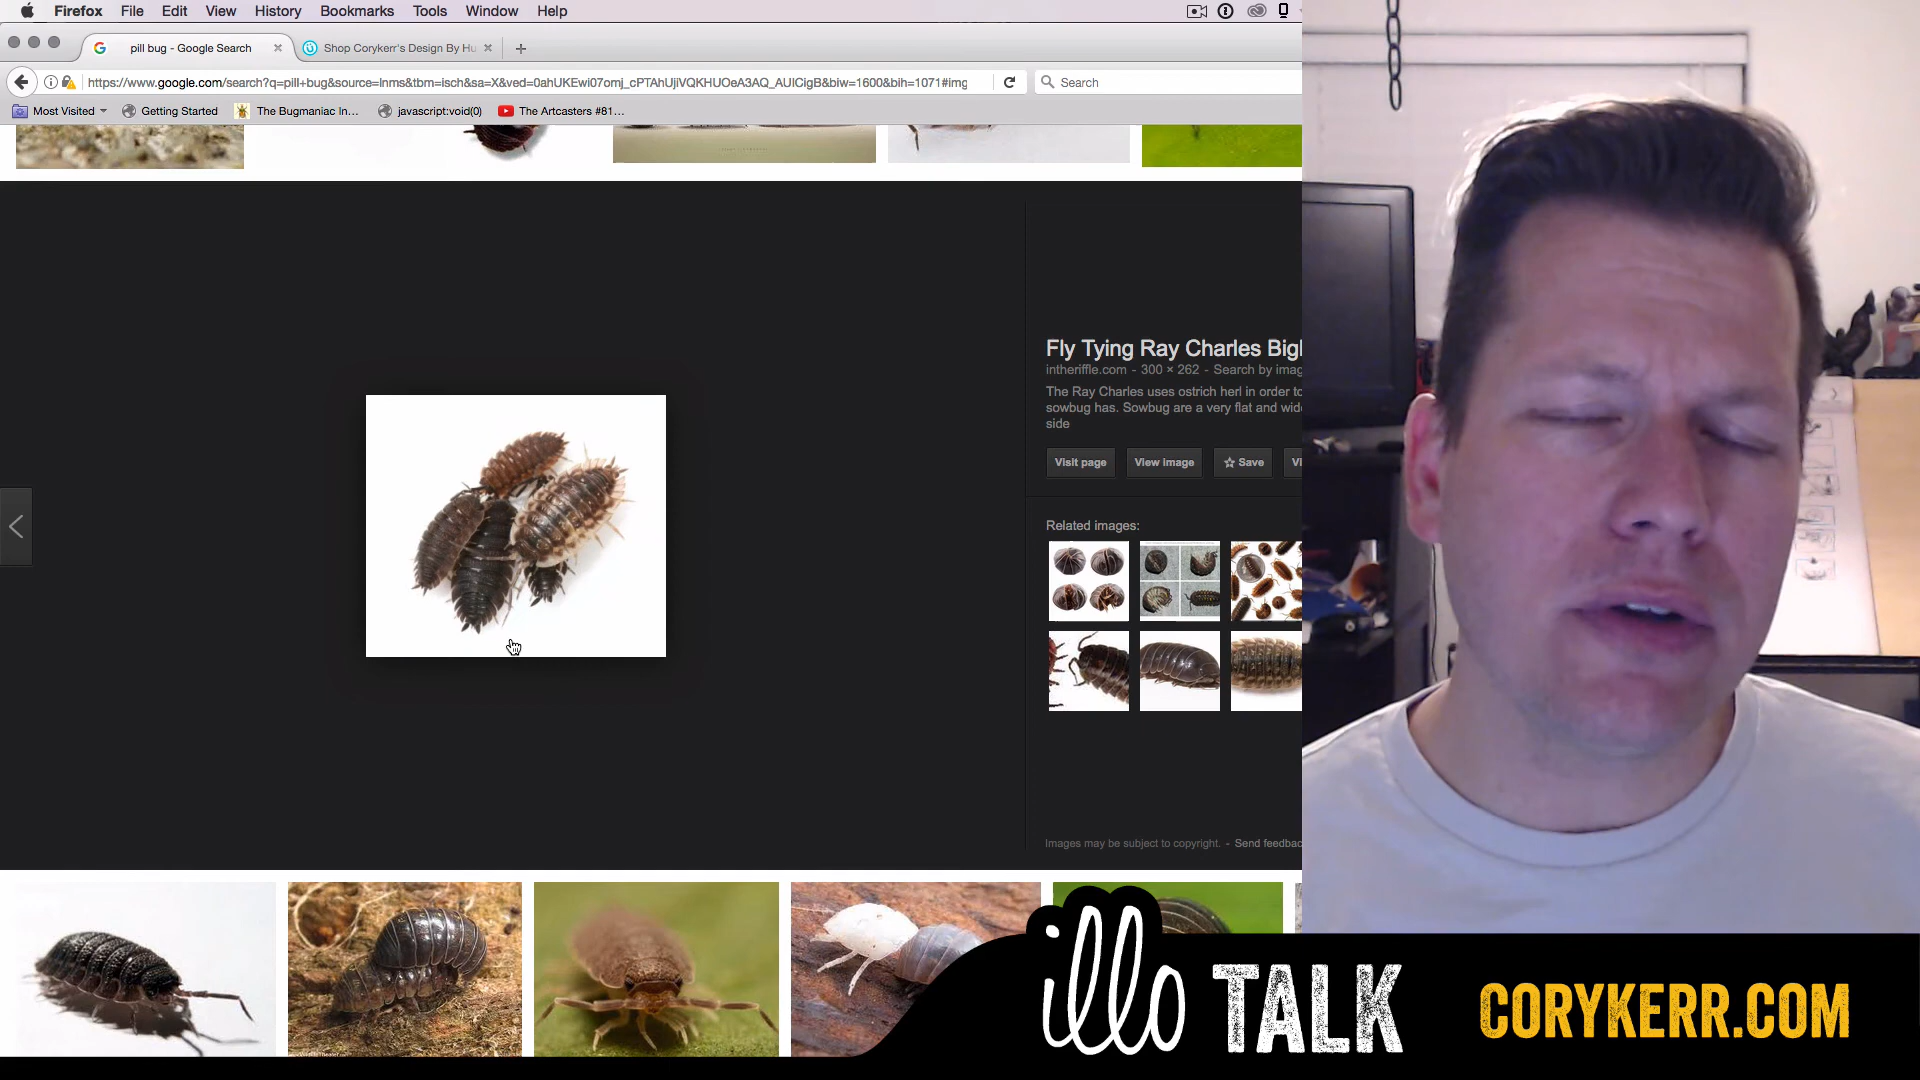 Firefox File Edit View History Bookmarks Tools Window Help
pill bug - Google Search
Shop Corykerr's Design By Hu
https://www.google.com/search?q=pill+bug&source=lnms&tbm=isch&sa=X&ved=0ahUKEwi07omj_cPTAhUjiVQKHUOeA3AQ_AUICigB&biw=1600&bih=1071#img
Search
Most Visited Getting Started The Bugmaniac In... javascript:void(0) The Artcasters #81...
Fly Tying Ray Charles Bigh
intheriffle.com - 300 × 262 - Search by imag
The Ray Charles uses ostrich herl in order to
sowbug has. Sowbug are a very flat and wid
side
Visit page View image Save Vi
Related images:
Images may be subject to copyright. - Send feedbac
illo TALK
CORYKERR.COM